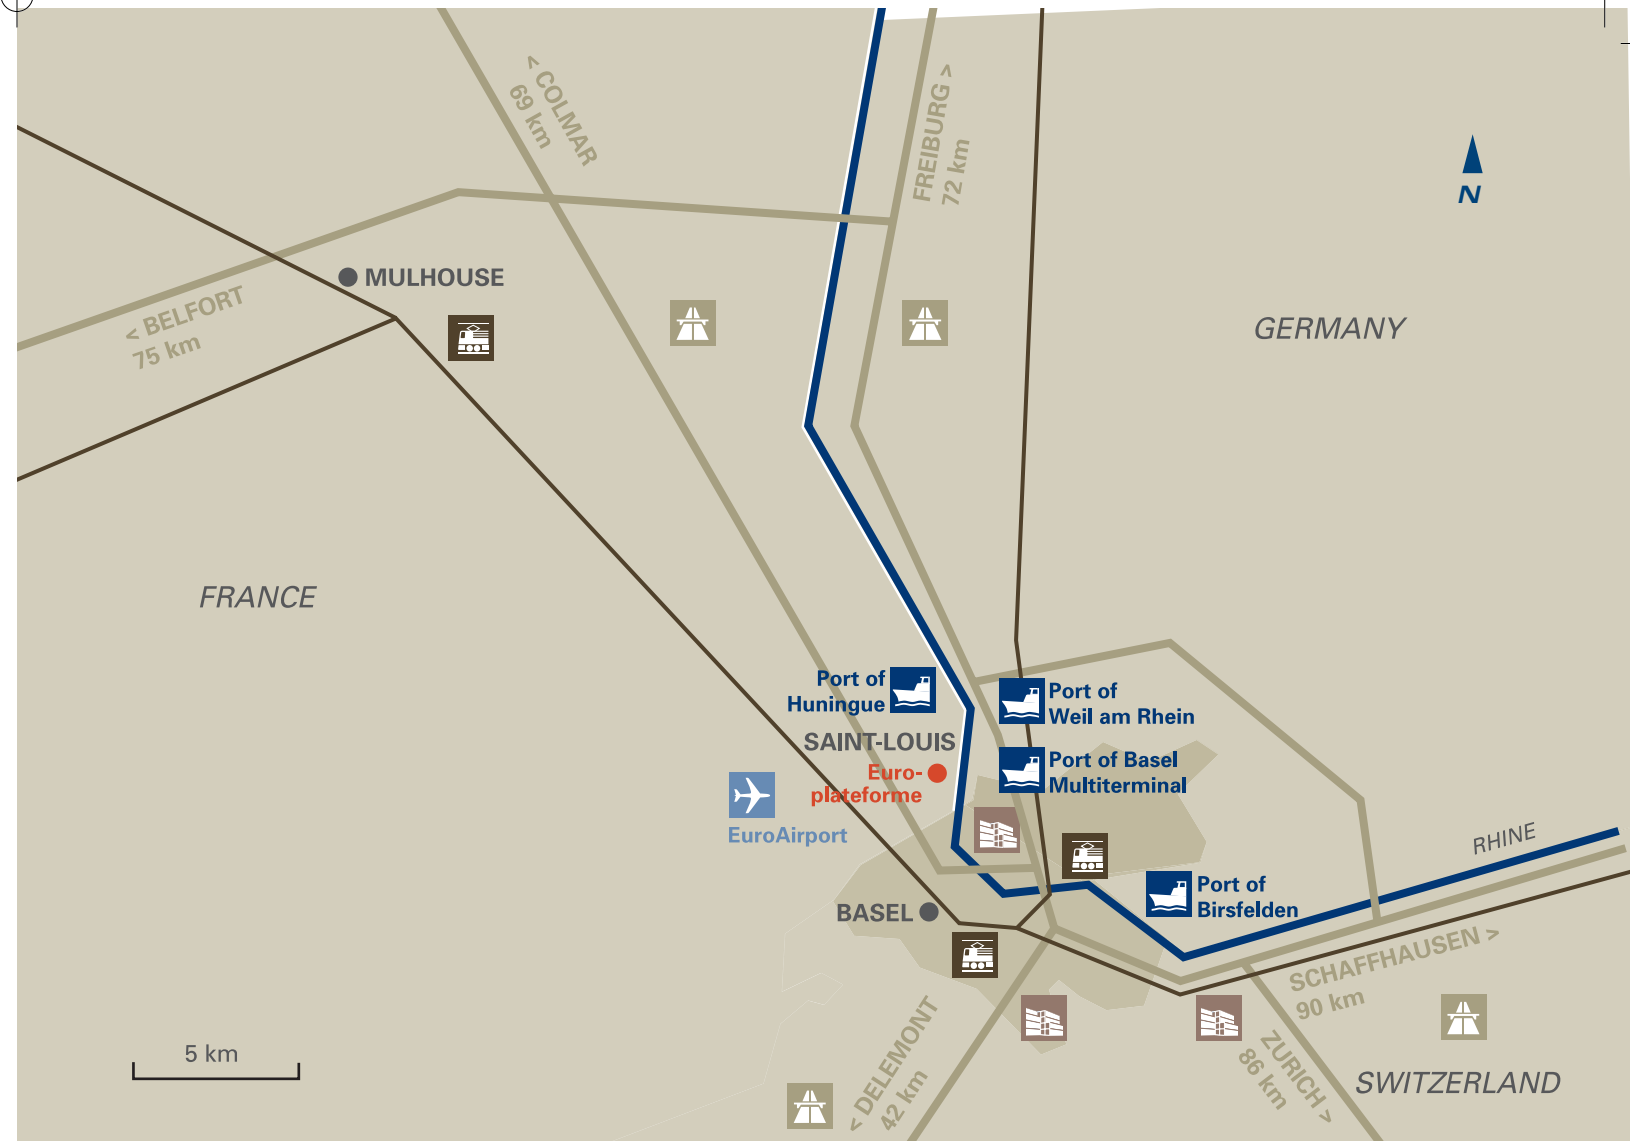 < COLMAR
69 km
FREIBURG >
72 km
N
MULHOUSE
< BELFORT
75 km
GERMANY
FRANCE
Port of
Huningue
Port of
Weil am Rhein
SAINT-LOUIS
Euro-
plateforme
Port of Basel
Multiterminal
EuroAirport
RHINE
Port of
Birsfelden
BASEL
SCHAFFHAUSEN >
90 km
< DELEMONT
42 km
ZURICH >
86 km
5 km
SWITZERLAND